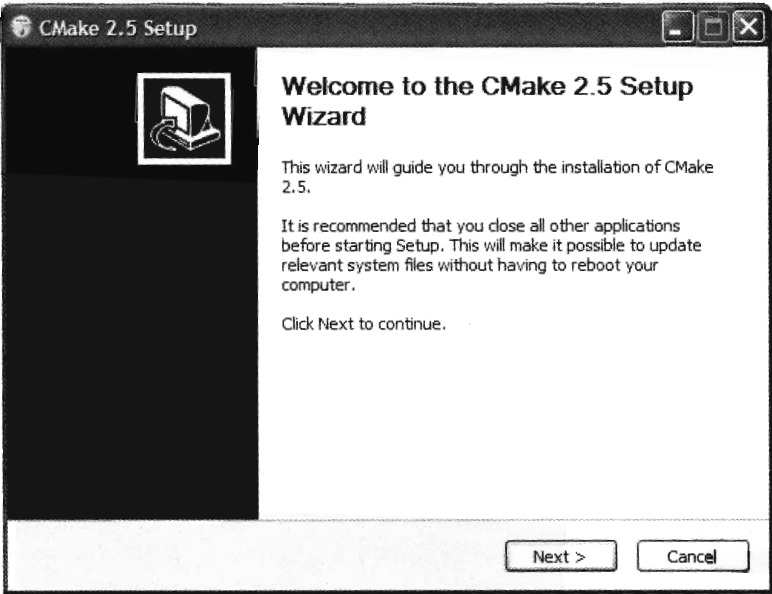 CMake 2.5 Setup
Welcome to the CMake 2.5 Setup
Wizard
This wizard will guide you through the installation of CMake
2.5.
It is recommended that you close all other applications
before starting Setup. This will make it possible to update
relevant system files without having to reboot your
computer.
Click Next to continue.
Next >
Cancel